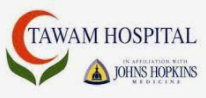 TAWAM HOSPITAL
IN AFFILIATION WITH
JOHNS HOPKINS
MEDICINE